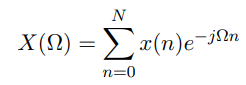 X(Ω) = ∑_{n=0}^{N} x(n)e^{−jΩn}